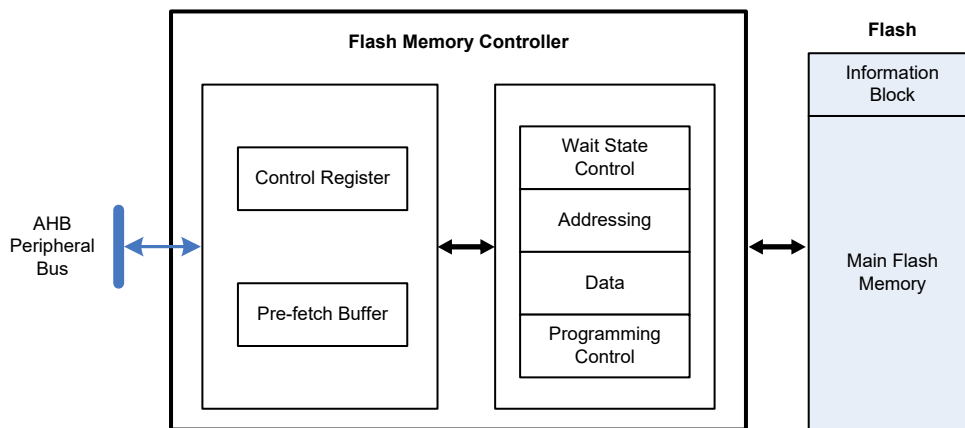 Flash Memory Controller
Flash
Information
Block
Wait State
Control
Control Register
Addressing
AHB
Peripheral
Bus
Main Flash
Memory
Data
Pre-fetch Buffer
Programming
Control